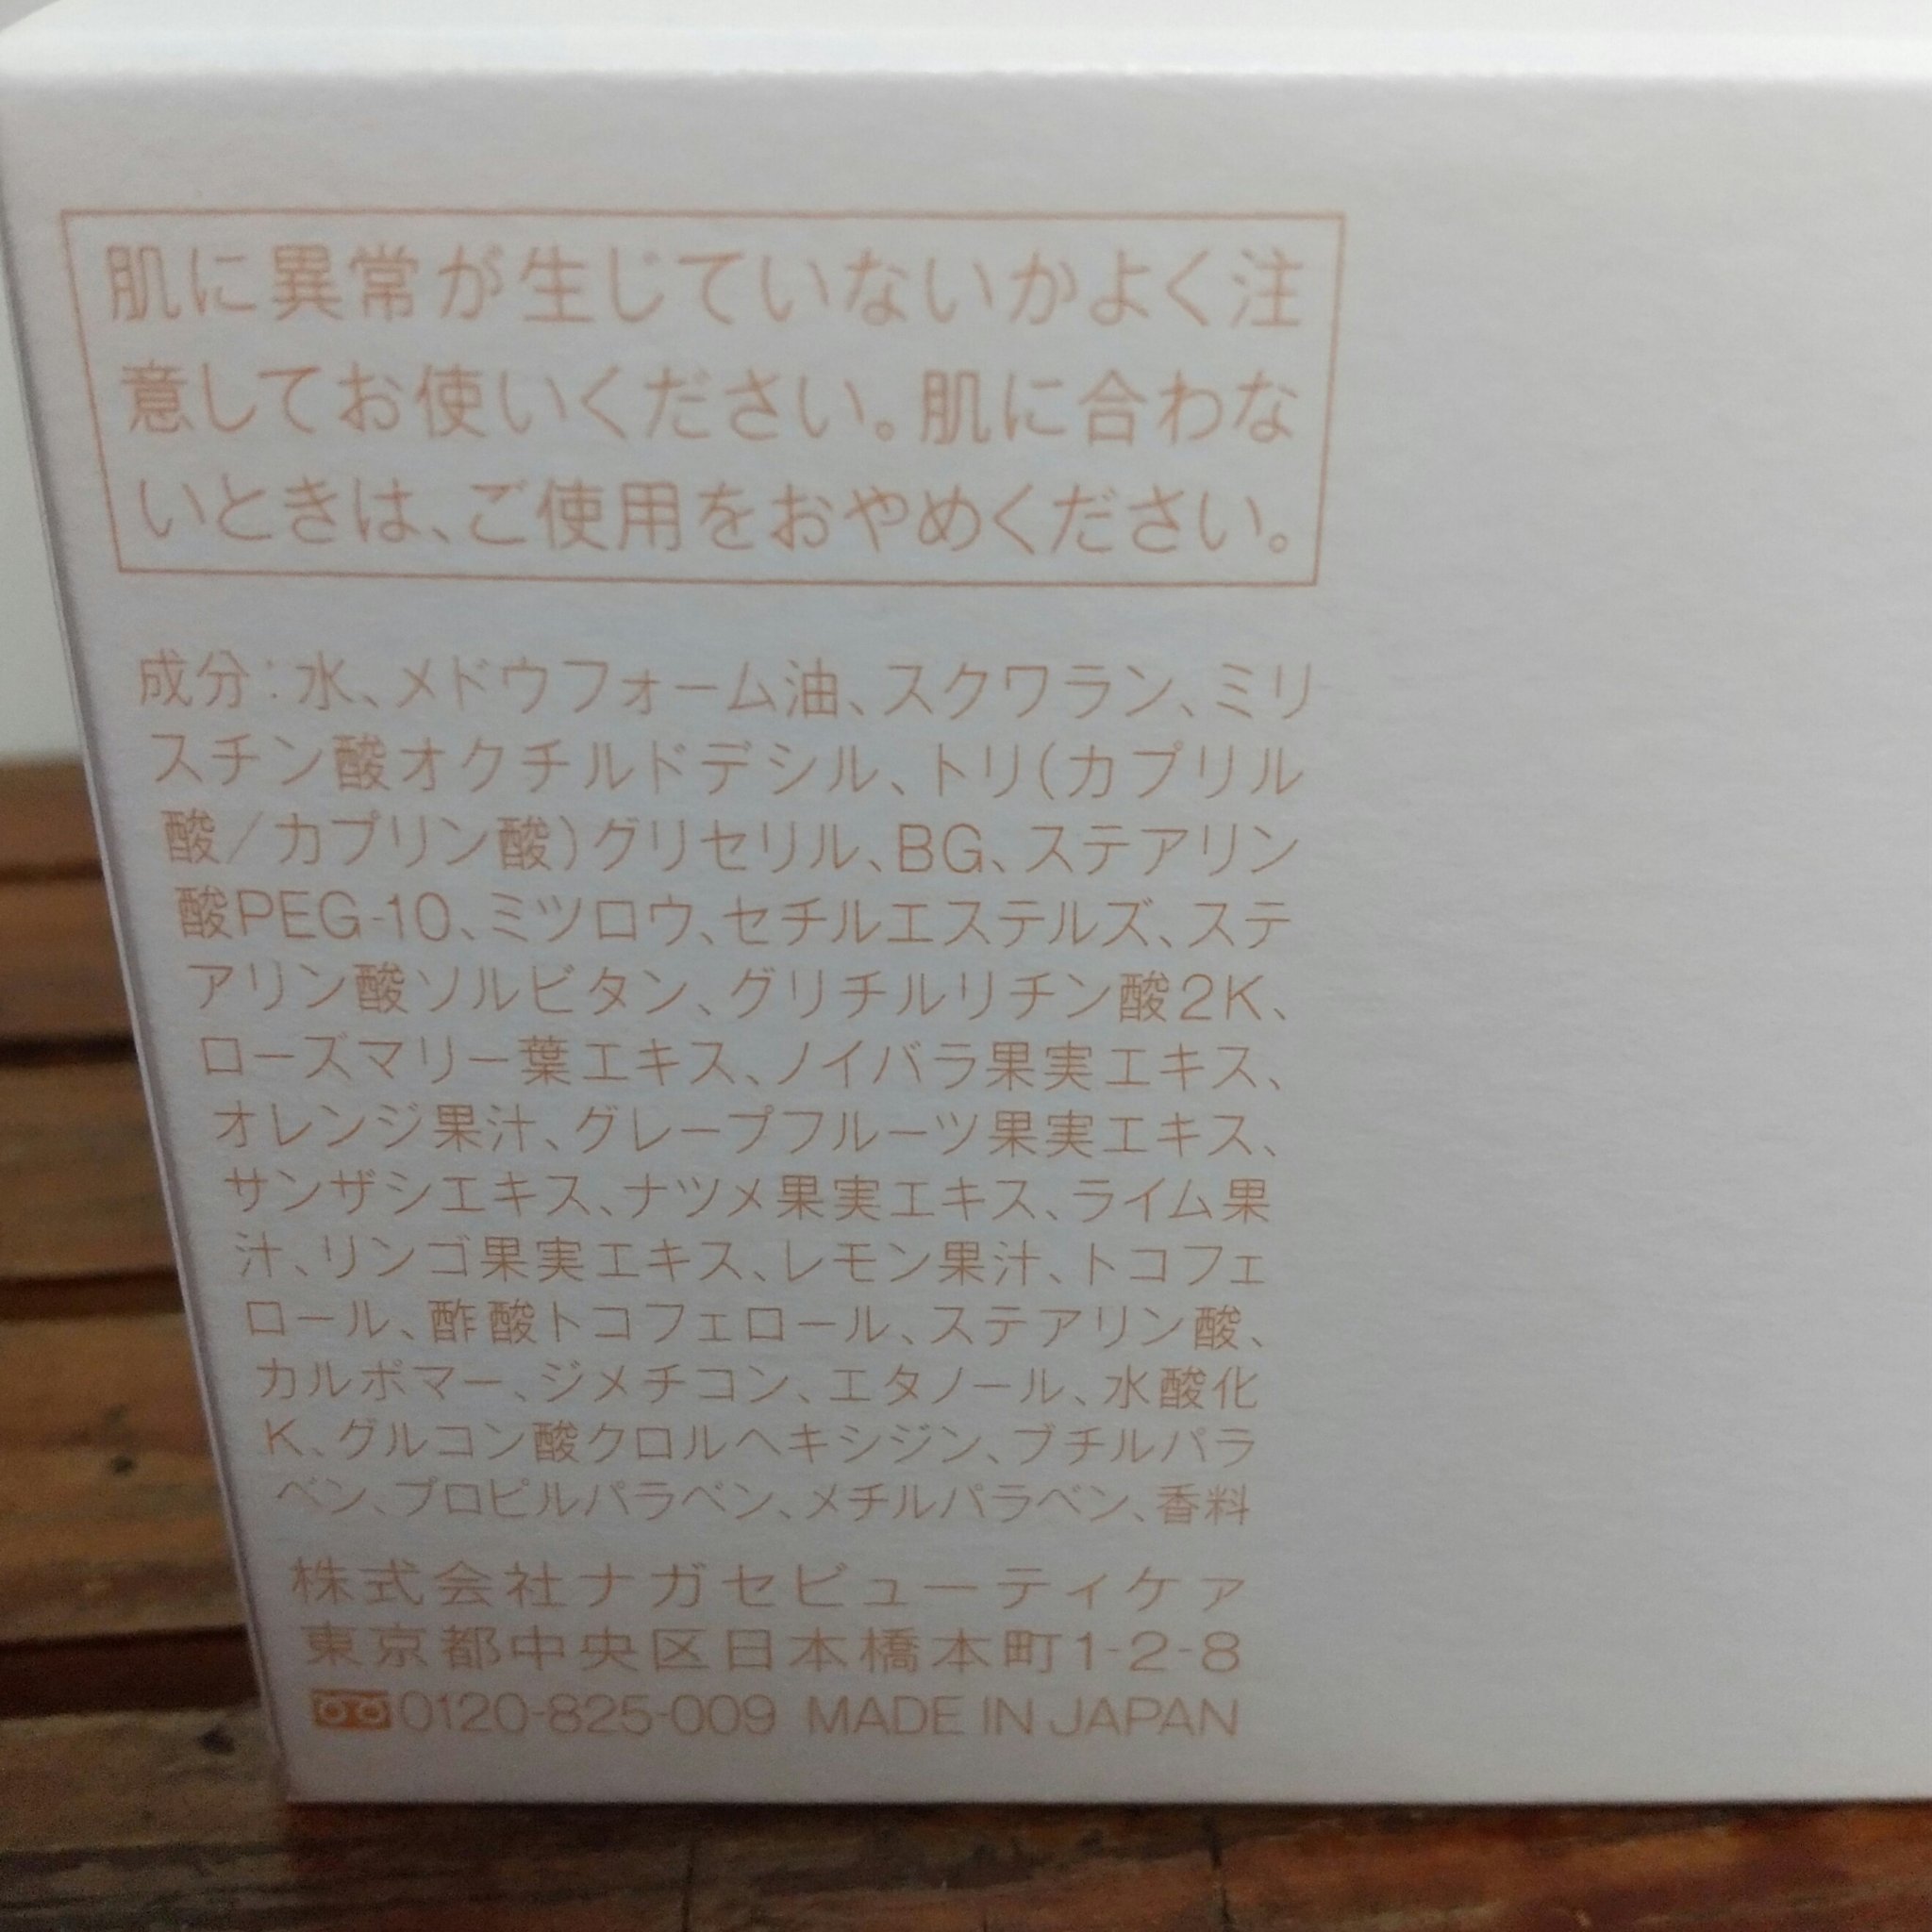 肌に異常が生じていないかよく注
意してお使いください。肌に合わな
いときは、ご使用をおやめください。
成分：水、メドウフォーム油、スクワラン、ミリ
スチン酸オクチルドデシル、トリ(カプリル
酸/カプリン酸)グリセリル、BG、ステアリン
酸PEG-10、ミツロウ、セチルエステルズ、ステ
アリン酸ソルビタン、グリチルリチン酸2K、
ローズマリー葉エキス、ノイバラ果実エキス、
オレンジ果汁、グレープフルーツ果実エキス、
サンザシエキス、ナツメ果実エキス、ライム果
汁、リンゴ果実エキス、レモン果汁、トコフェ
ロール、酢酸トコフェロール、ステアリン酸、
カルボマー、ジメチコン、エタノール、水酸化
K、グルコン酸クロルヘキシジン、ブチルパラ
ベン、プロピルパラベン、メチルパラベン、香料
株式会社ナガセビューティケァ
東京都中央区日本橋本町1-2-8
0120-825-009 MADE IN JAPAN